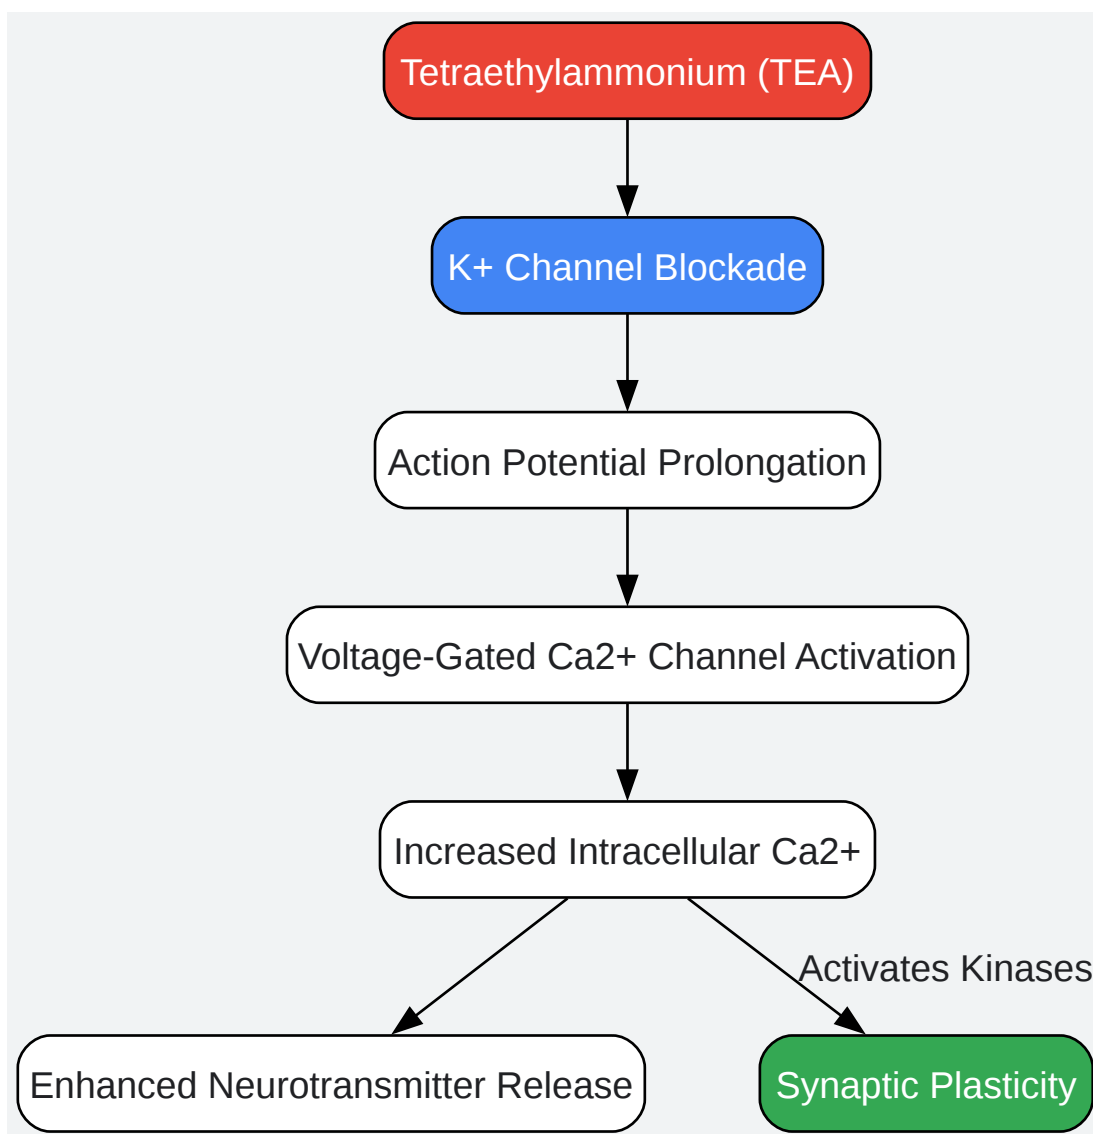 Tetraethylammonium (TEA)
K+ Channel Blockade
Action Potential Prolongation
Voltage-Gated Ca2+ Channel Activation
Increased Intracellular Ca2+
Activates Kinases
Enhanced Neurotransmitter Release
Synaptic Plasticity